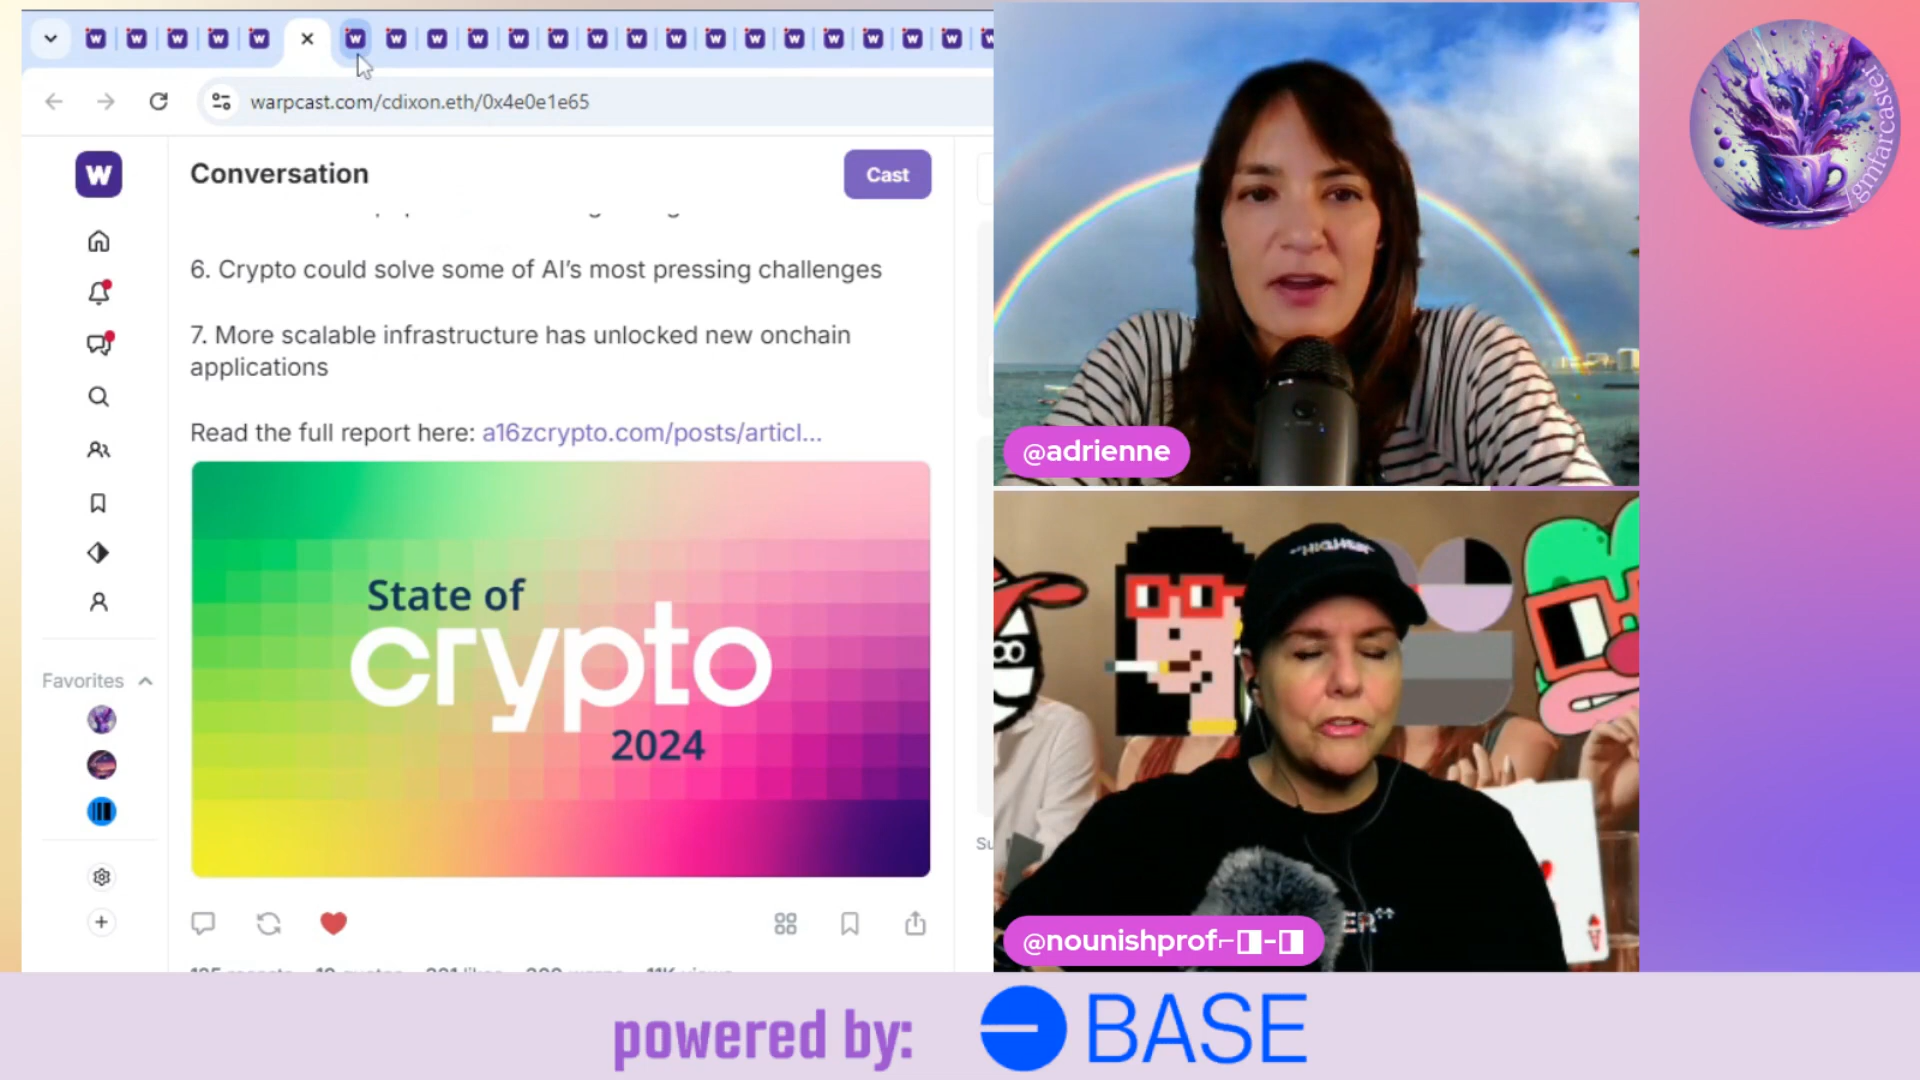 warpcast.com/cdixon.eth/0x4e0e1e65
W
Conversation
Cast
6. Crypto could solve some of AI's most pressing challenges
7. More scalable infrastructure has unlocked new onchain
applications
Read the full report here: a16zcrypto.com/posts/articl...
State of
crypto
2024
Favorites
@adrienne
"HIGHER"
@nounishprof
gmfarcaster
powered by:
BASE